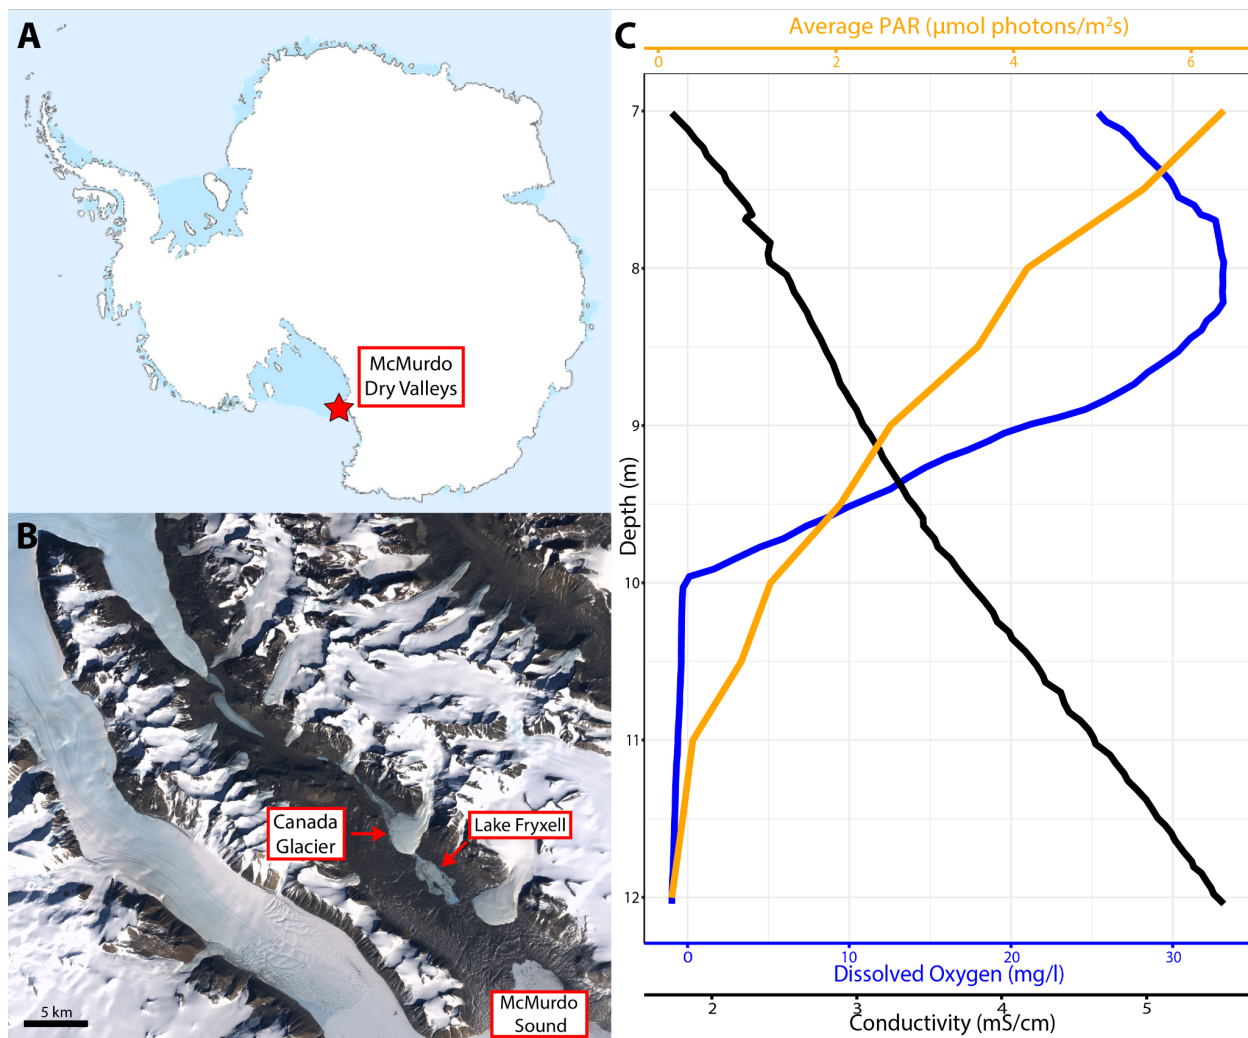 A
McMurdo
Dry Valleys
B
Canada
Glacier
Lake Fryxell
McMurdo
Sound
5 km
C
Average PAR (µmol photons/m²s)
0 2 4 6
Depth (m)
7
8
9
10
11
12
0 10 20 30
Dissolved Oxygen (mg/l)
2 3 4 5
Conductivity (mS/cm)